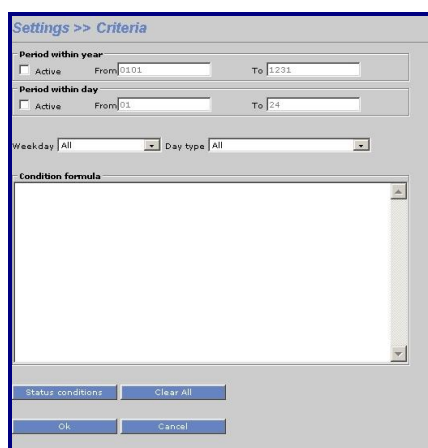 Settings >> Criteria
Period within year
Active From 0101 To 1231
Period within day
Active From 01 To 24
Weekday All Day type All
Condition formula
Status conditions Clear All
Ok Cancel